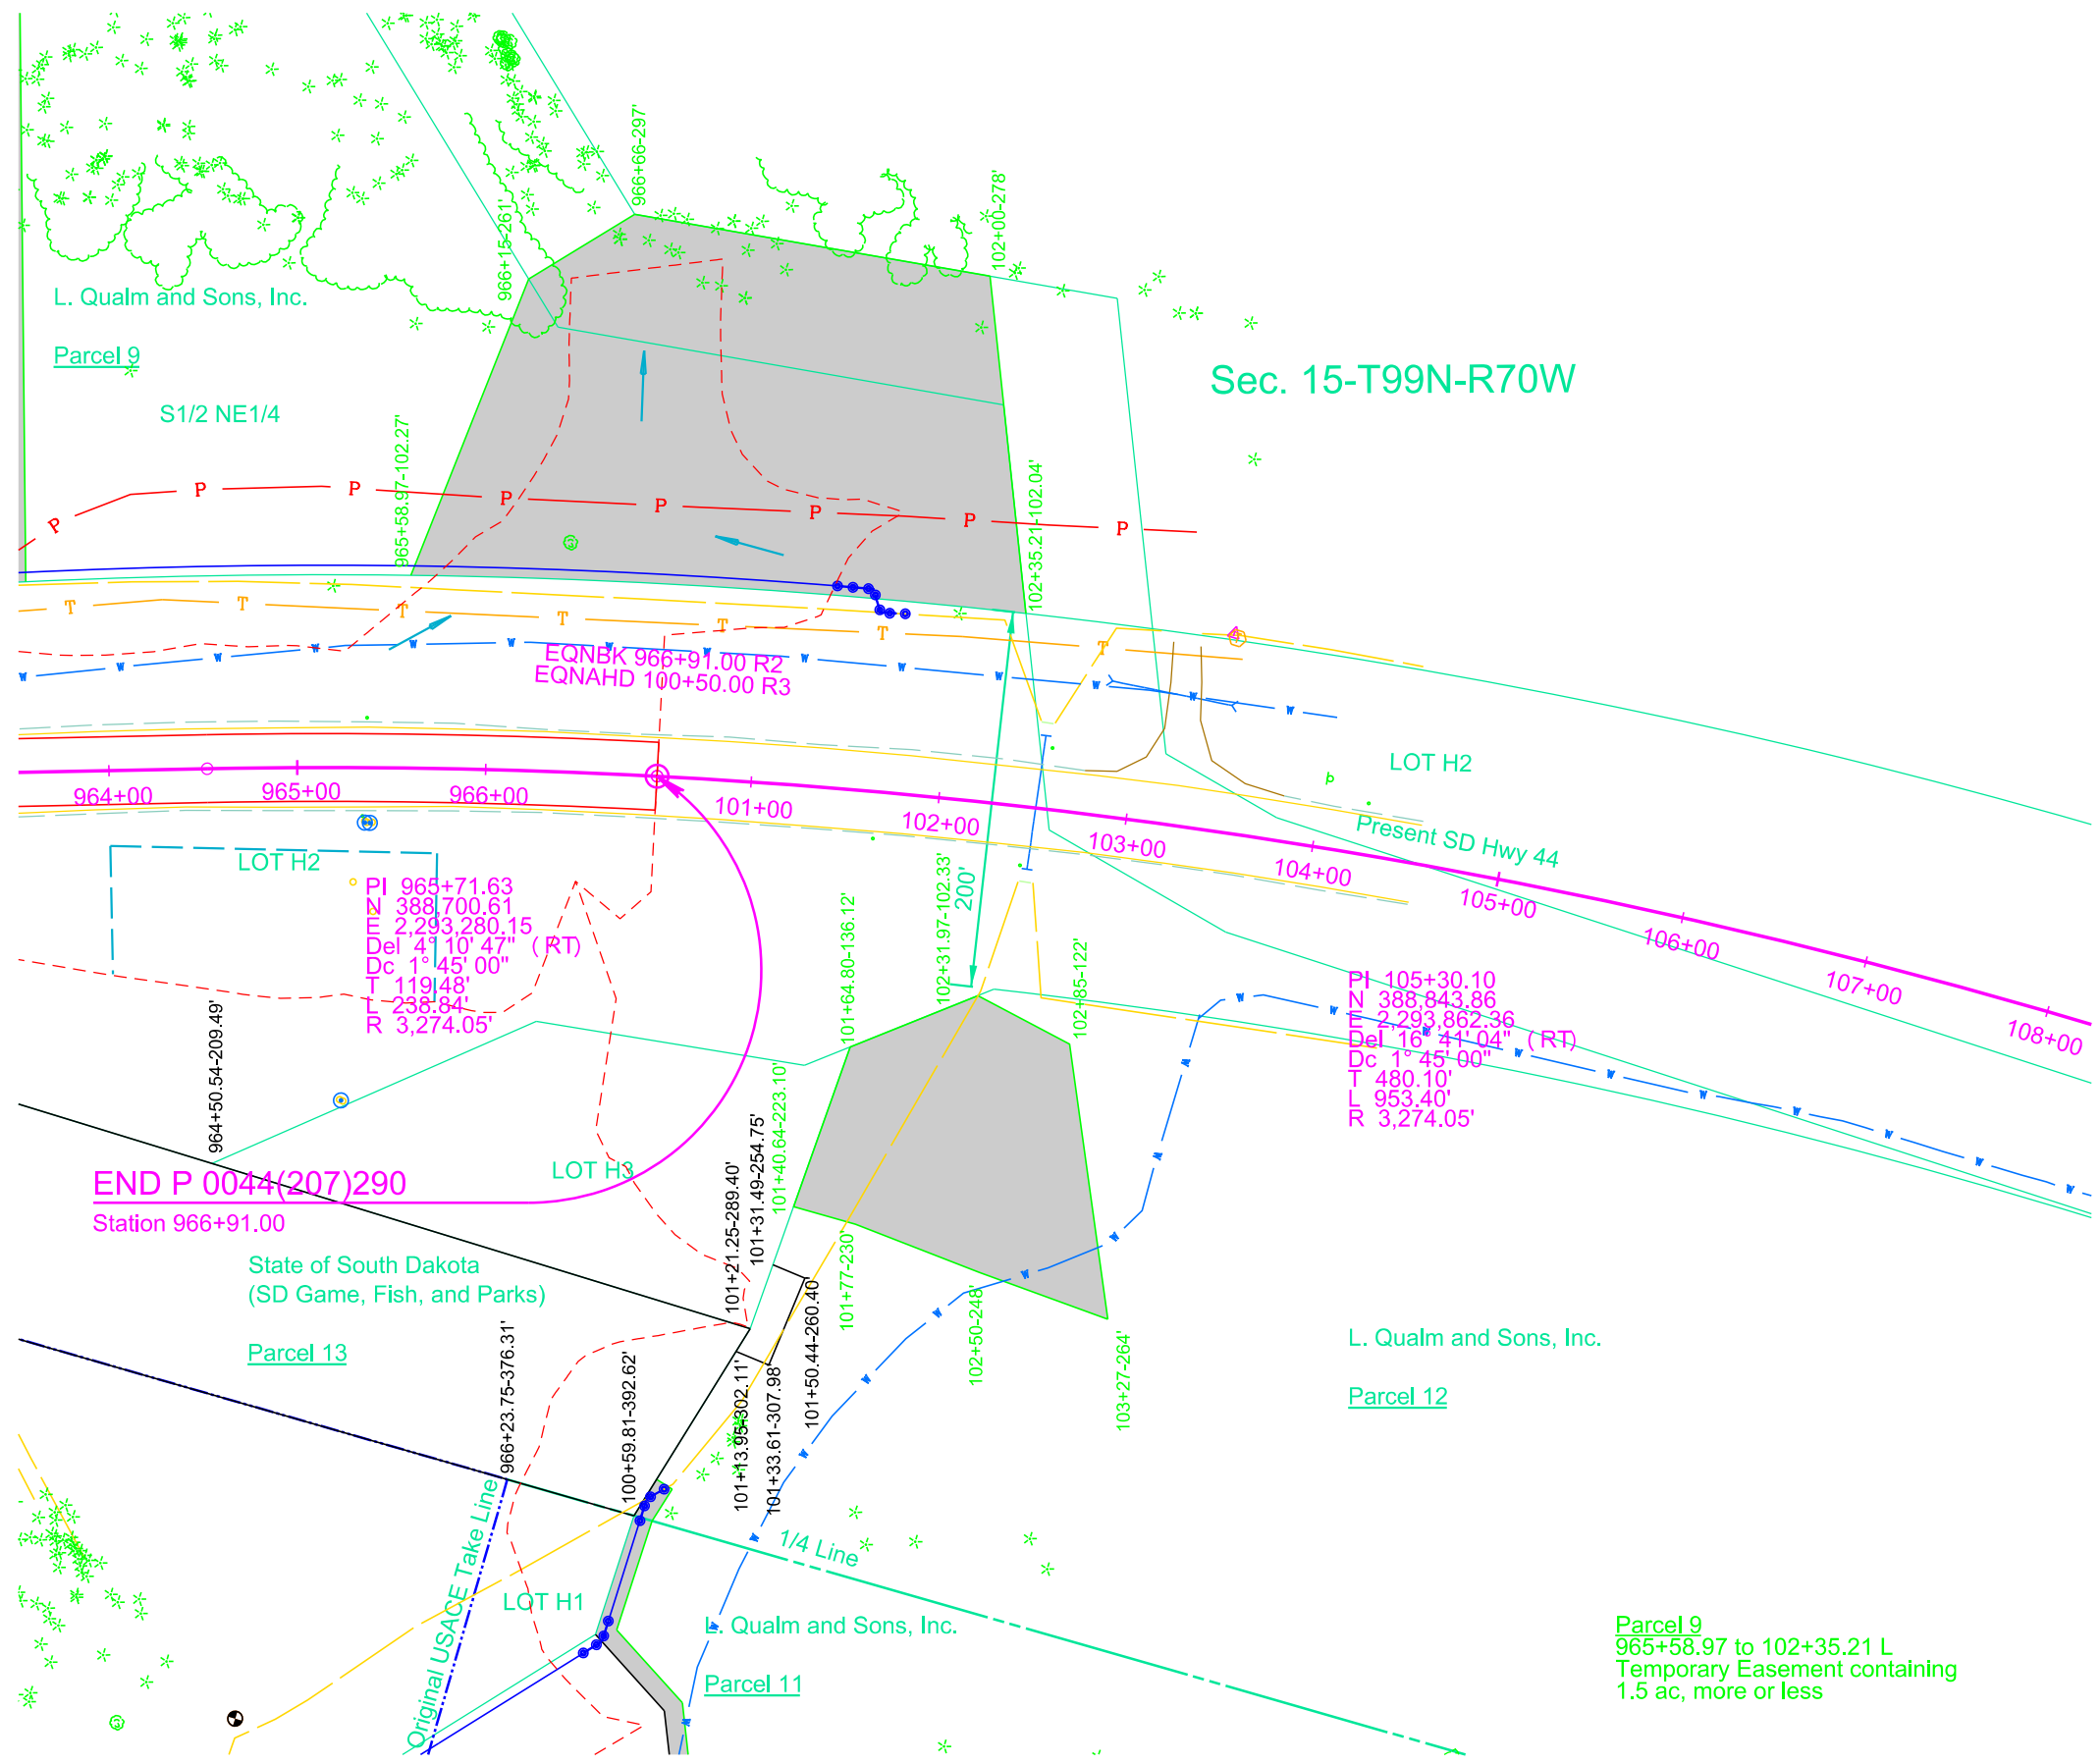 966+66-297'
966+15-261'
102+00-278'
L. Qualm and Sons, Inc.
Parcel 9
S1/2 NE1/4
Sec. 15-T99N-R70W
965+58.97-102.27'
102+35.21-102.04'
P P P P P P P P
T T T T T T T
W W W W W W W W W W
EQNBK 966+91.00 R2
EQNAHD 100+50.00 R3
LOT H2
964+00
965+00
966+00
101+00
102+00
103+00
104+00
105+00
106+00
107+00
108+00
Present SD Hwy 44
200'
LOT H2
PI 965+71.63
N 388,700.61
E 2,293,280.15
Del 4° 10' 47" (RT)
Dc 1° 45' 00"
T 119.48'
L 238.84'
R 3,274.05'
101+64.80-136.12'
102+31.97-102.33'
102+85-122'
PI 105+30.10
N 388,843.86
E 2,293,862.36
Del 16° 41' 04" (RT)
Dc 1° 45' 00"
T 480.10'
L 953.40'
R 3,274.05'
964+50.54-209.49'
LOT H3
END P 0044(207)290
Station 966+91.00
101+21.25-289.40'
101+31.49-254.75'
101+40.64-223.10'
101+77-230'
102+50-248'
103+27-264'
State of South Dakota
(SD Game, Fish, and Parks)
Parcel 13
966+23.75-376.31'
100+59.81-392.62'
101+13.95-302.11'
101+33.61-307.98'
101+50.44-260.40'
L. Qualm and Sons, Inc.
Parcel 12
Original USACE Take Line
1/4 Line
LOT H1
L. Qualm and Sons, Inc.
Parcel 11
Parcel 9
965+58.97 to 102+35.21 L
Temporary Easement containing
1.5 ac, more or less